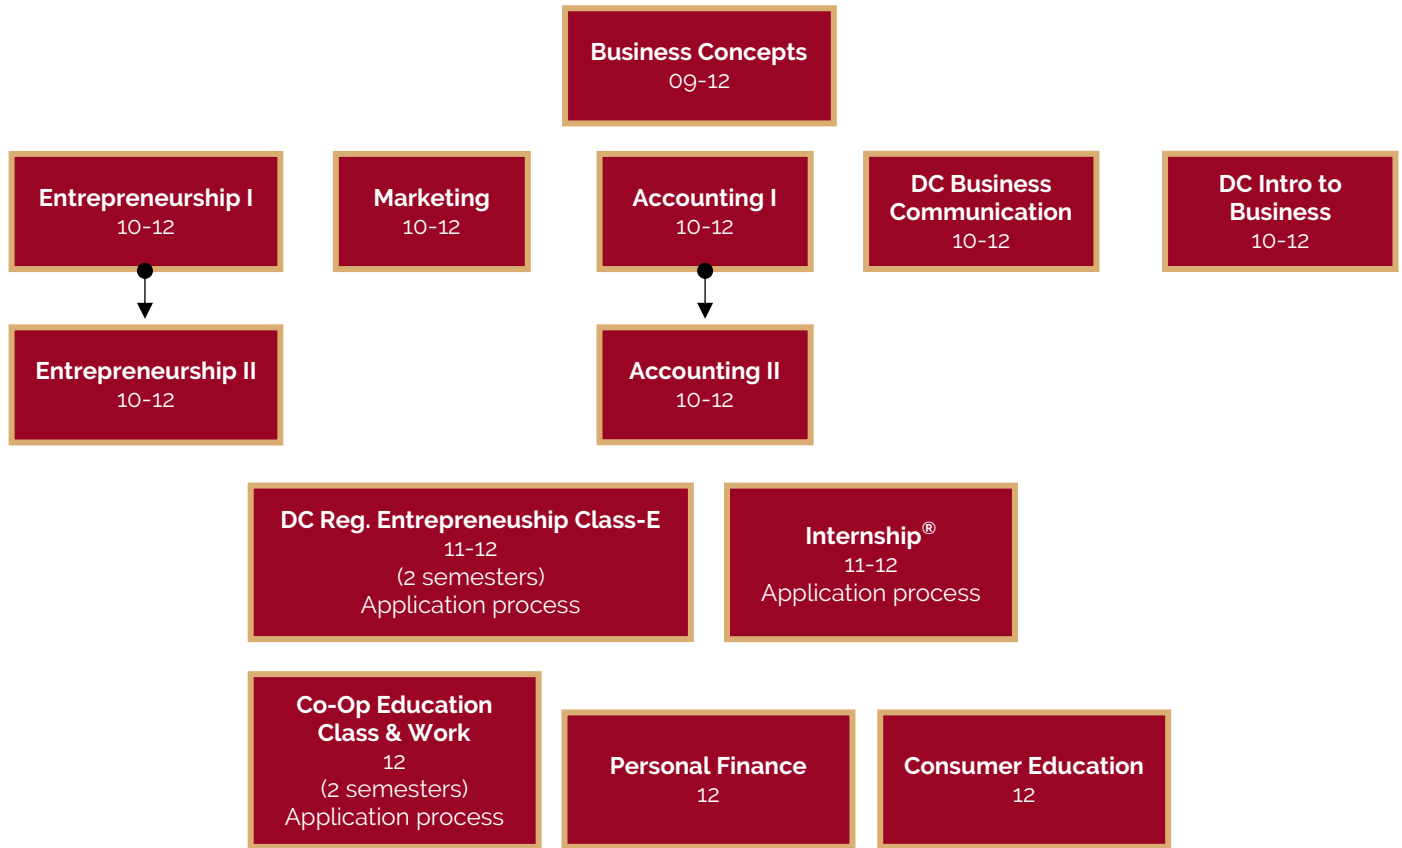 Business Concepts
09-12
Entrepreneurship I
10-12
Marketing
10-12
Accounting I
10-12
DC Business
Communication
10-12
DC Intro to
Business
10-12
Entrepreneurship II
10-12
Accounting II
10-12
DC Reg. Entrepreneuship Class-E
11-12
(2 semesters)
Application process
Internship®
11-12
Application process
Co-Op Education
Class & Work
12
(2 semesters)
Application process
Personal Finance
12
Consumer Education
12